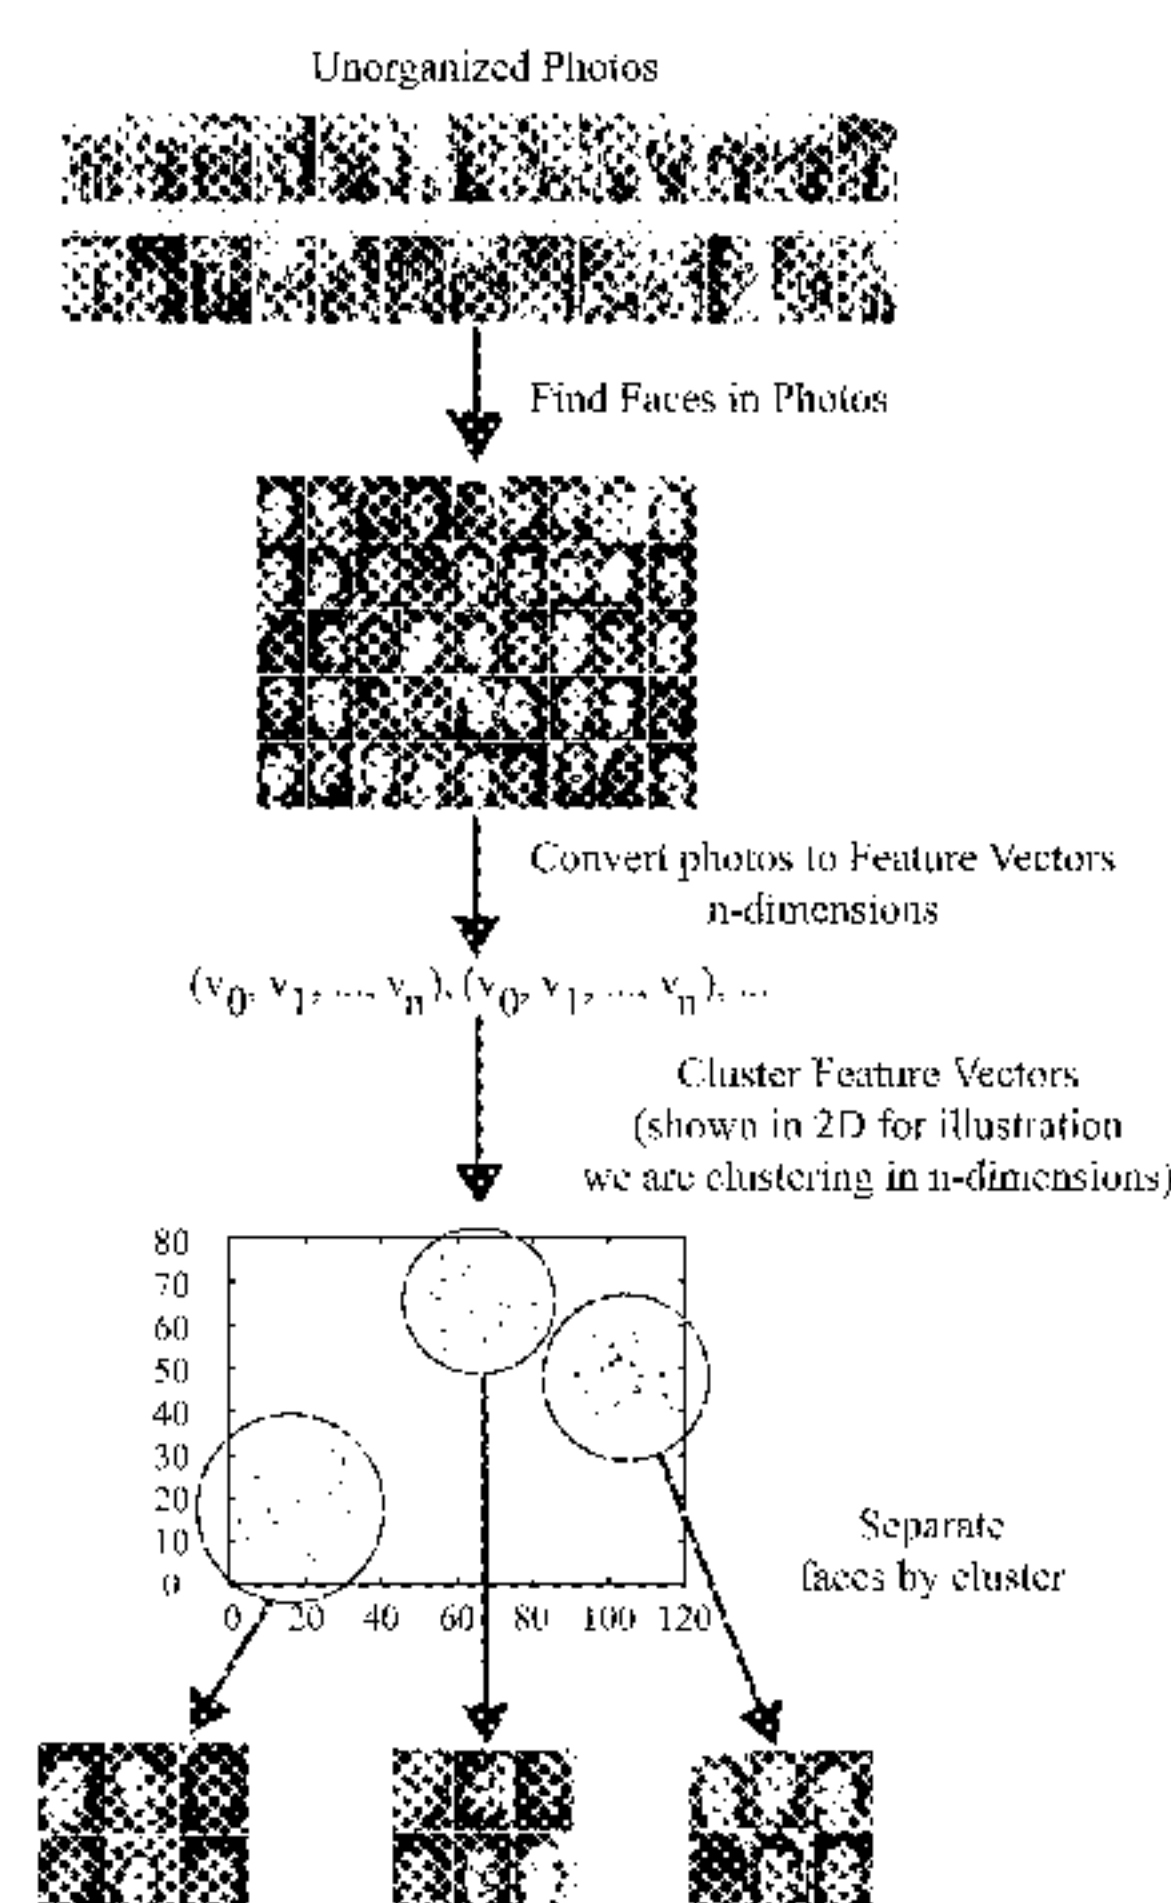 Unorganized Photos
Find Faces in Photos
Convert photos to Feature Vectors
n-dimensions
(v0, v1, ..., vn), (v0, v1, ..., vn), ...
Cluster Feature Vectors
(shown in 2D for illustration
we are clustering in n-dimensions)
80
70
60
50
40
30
20
10
0
0 20 40 60 80 100 120
Separate
faces by cluster